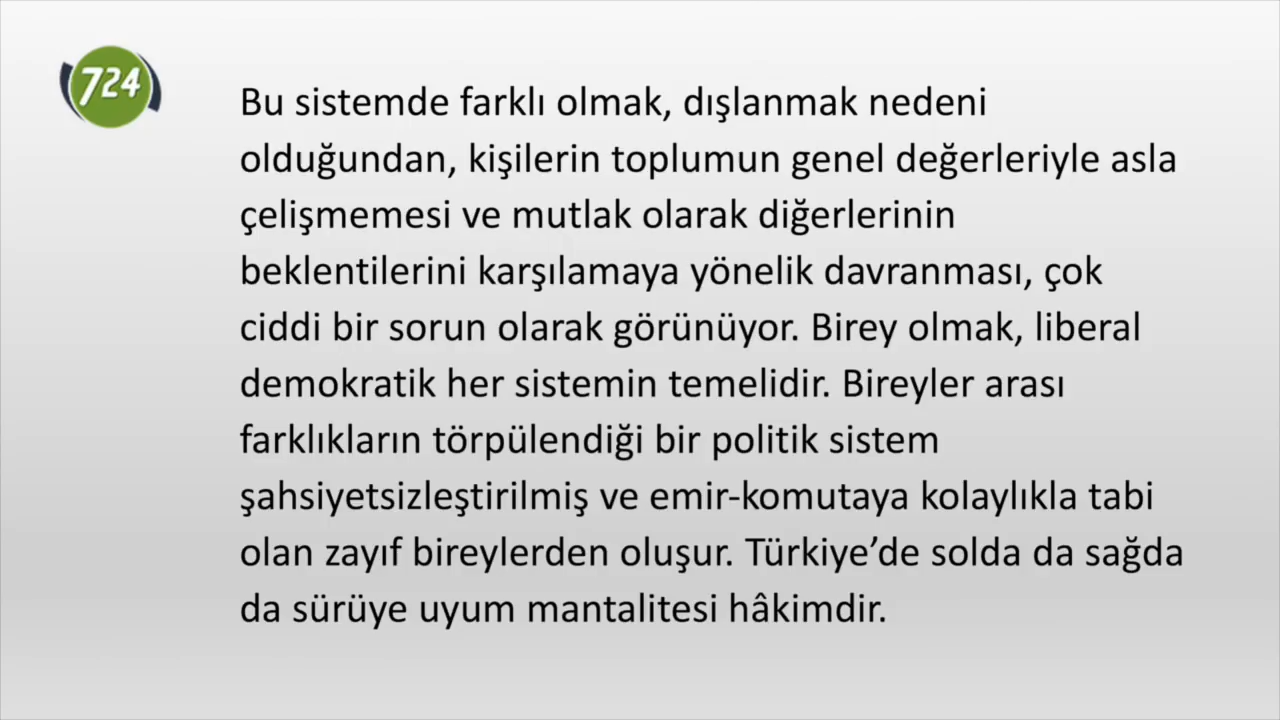 724
Bu sistemde farklı olmak, dışlanmak nedeni
olduğundan, kişilerin toplumun genel değerleriyle asla
çelişmemesi ve mutlak olarak diğerlerinin
beklentilerini karşılamaya yönelik davranması, çok
ciddi bir sorun olarak görünüyor. Birey olmak, liberal
demokratik her sistemin temelidir. Bireyler arası
farklıkların törpülendiği bir politik sistem
şahsiyetsizleştirilmiş ve emir-komutaya kolaylıkla tabi
olan zayıf bireylerden oluşur. Türkiye’de solda da sağda
da sürüye uyum mantalitesi hâkimdir.